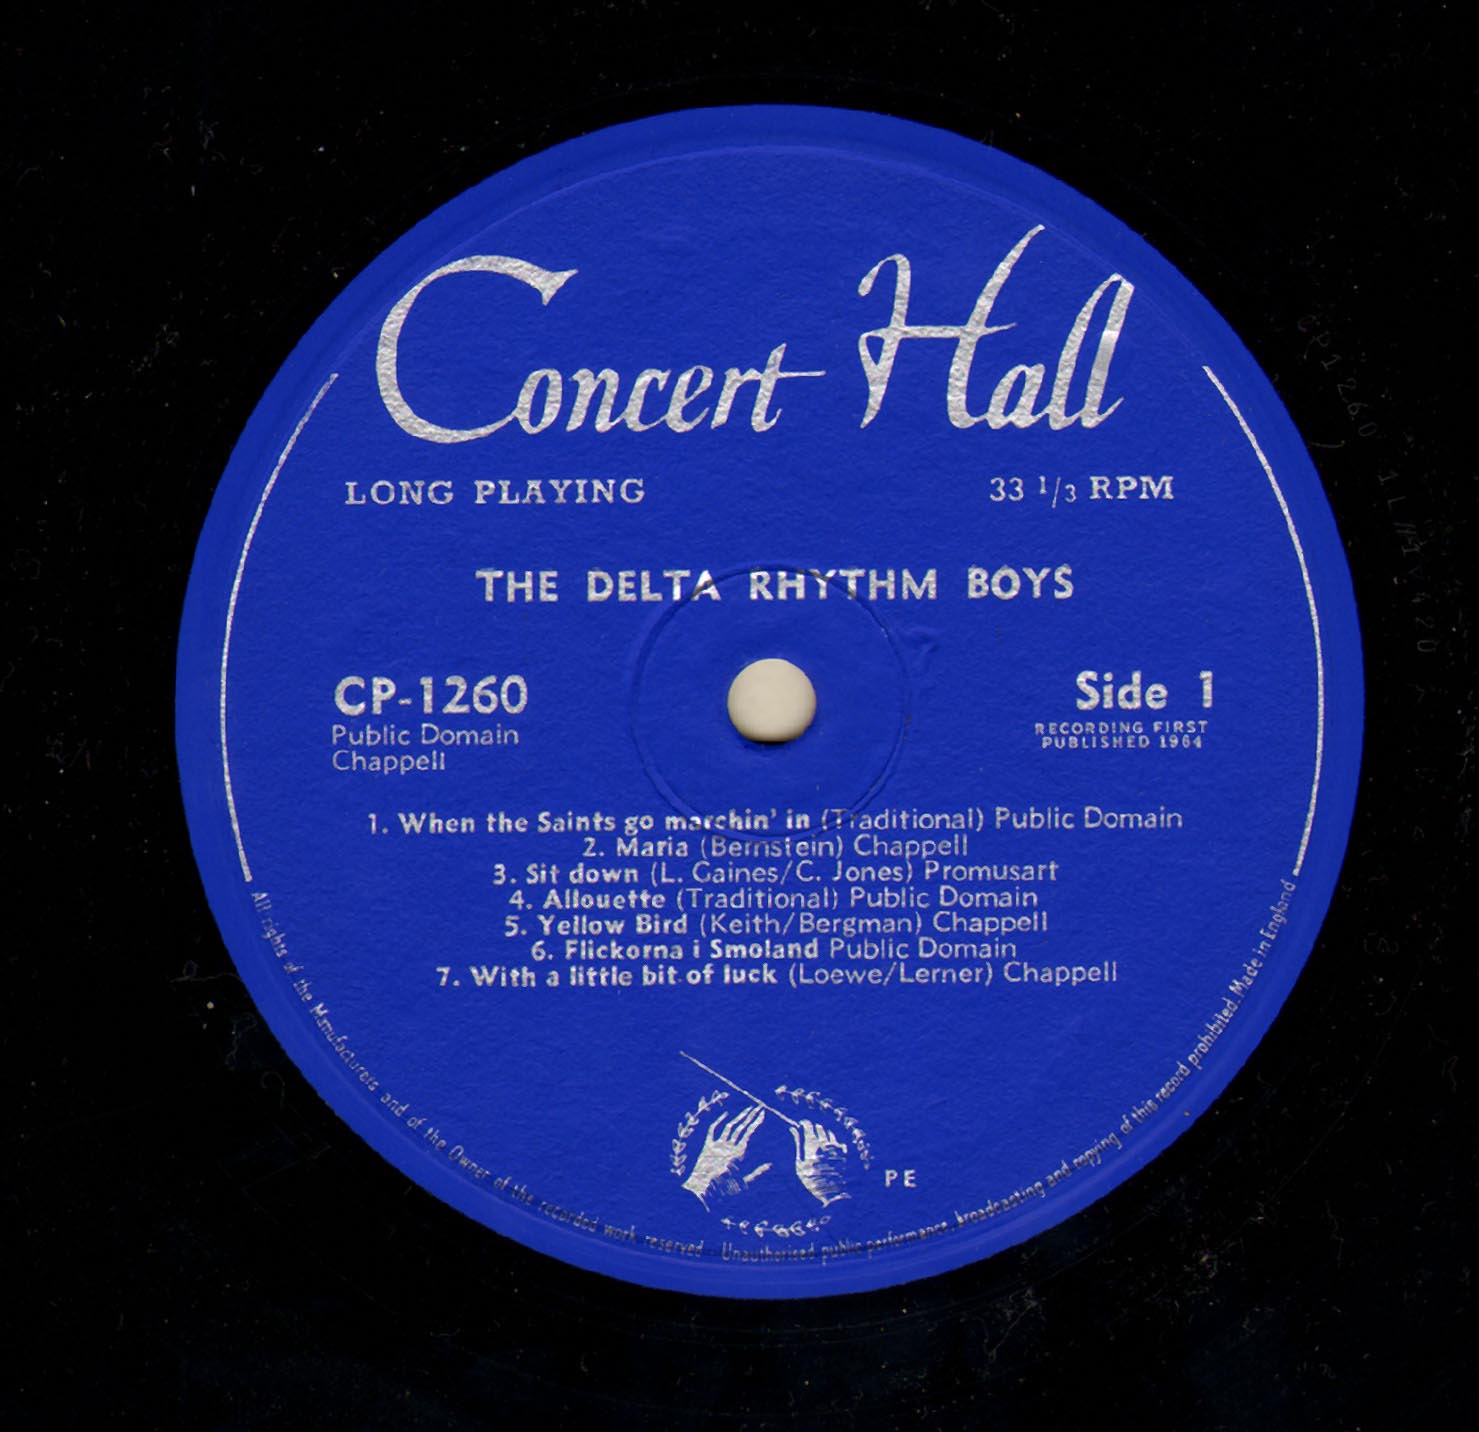 Concert Hall
LONG PLAYING
33 1/3 RPM
THE DELTA RHYTHM BOYS
CP-1260
Public Domain
Chappell
Side 1
RECORDING FIRST
PUBLISHED 1964
1. When the Saints go marchin' in (Traditional) Public Domain
2. Maria (Bernstein) Chappell
3. Sit down (L. Gaines/C. Jones) Promusart
4. Allouette (Traditional) Public Domain
5. Yellow Bird (Keith/Bergman) Chappell
6. Flickorna i Smoland Public Domain
7. With a little bit of luck (Loewe/Lerner) Chappell
PE
All rights of the Manufacturers and of the Owner of the recorded work reserved. Unauthorised public performance, broadcasting and copying of this record prohibited. Made in England